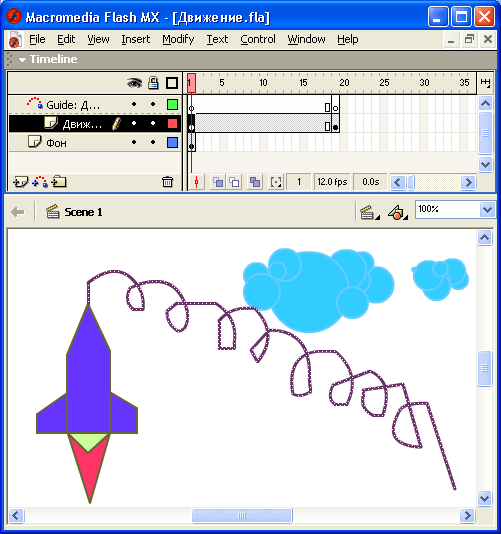 Macromedia Flash MX - [Движение.fla]
File Edit View Insert Modify Text Control Window Help
Timeline
1 5 10 15 20 25 30 35
Guide: Д...
Движ...
Фон
1 12.0 fps 0.0s
Scene 1 100%